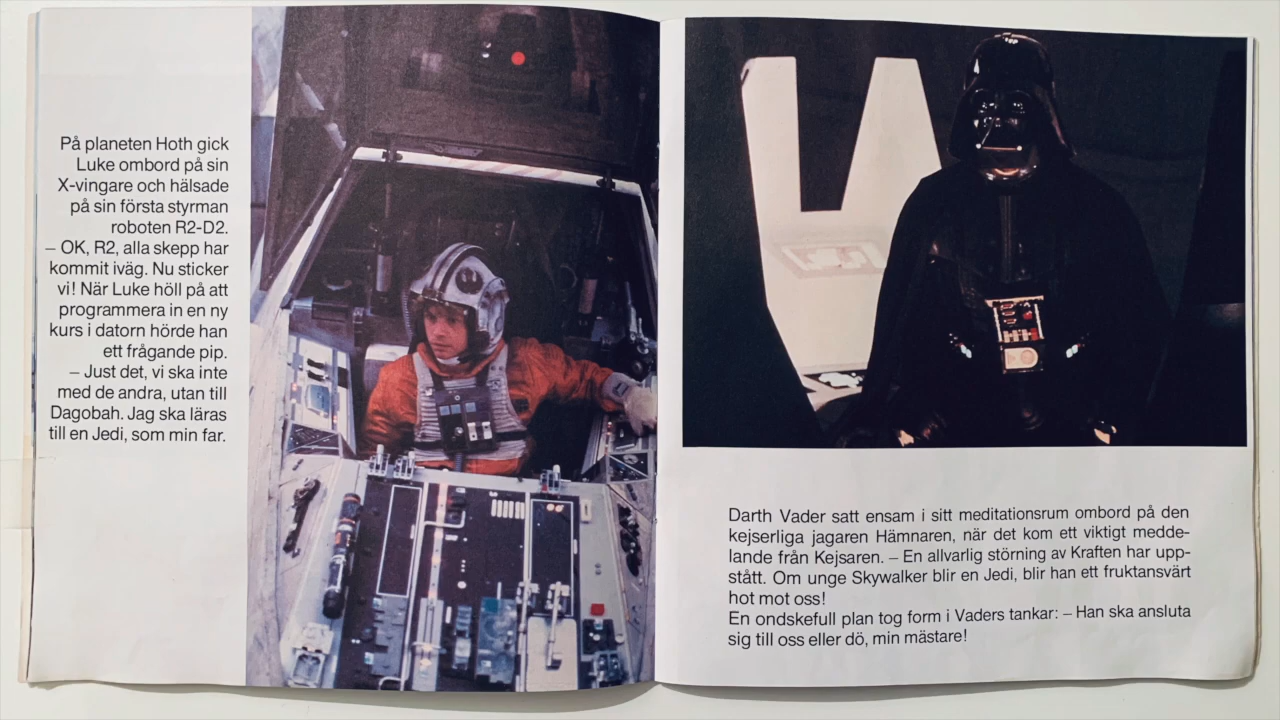 På planeten Hoth gick
Luke ombord på sin
X-vingare och hälsade
på sin första styrman
roboten R2-D2.
– OK, R2, alla skepp har
kommit iväg. Nu sticker
vi! När Luke höll på att
programmera in en ny
kurs i datorn hörde han
ett frågande pip.
– Just det, vi ska inte
med de andra, utan till
Dagobah. Jag ska läras
till en Jedi, som min far.
Darth Vader satt ensam i sitt meditationsrum ombord på den
kejserliga jagaren Hämnaren, när det kom ett viktigt medde-
lande från Kejsaren. – En allvarlig störning av Kraften har upp-
stått. Om unge Skywalker blir en Jedi, blir han ett fruktansvärt
hot mot oss!
En ondskefull plan tog form i Vaders tankar: – Han ska ansluta
sig till oss eller dö, min mästare!